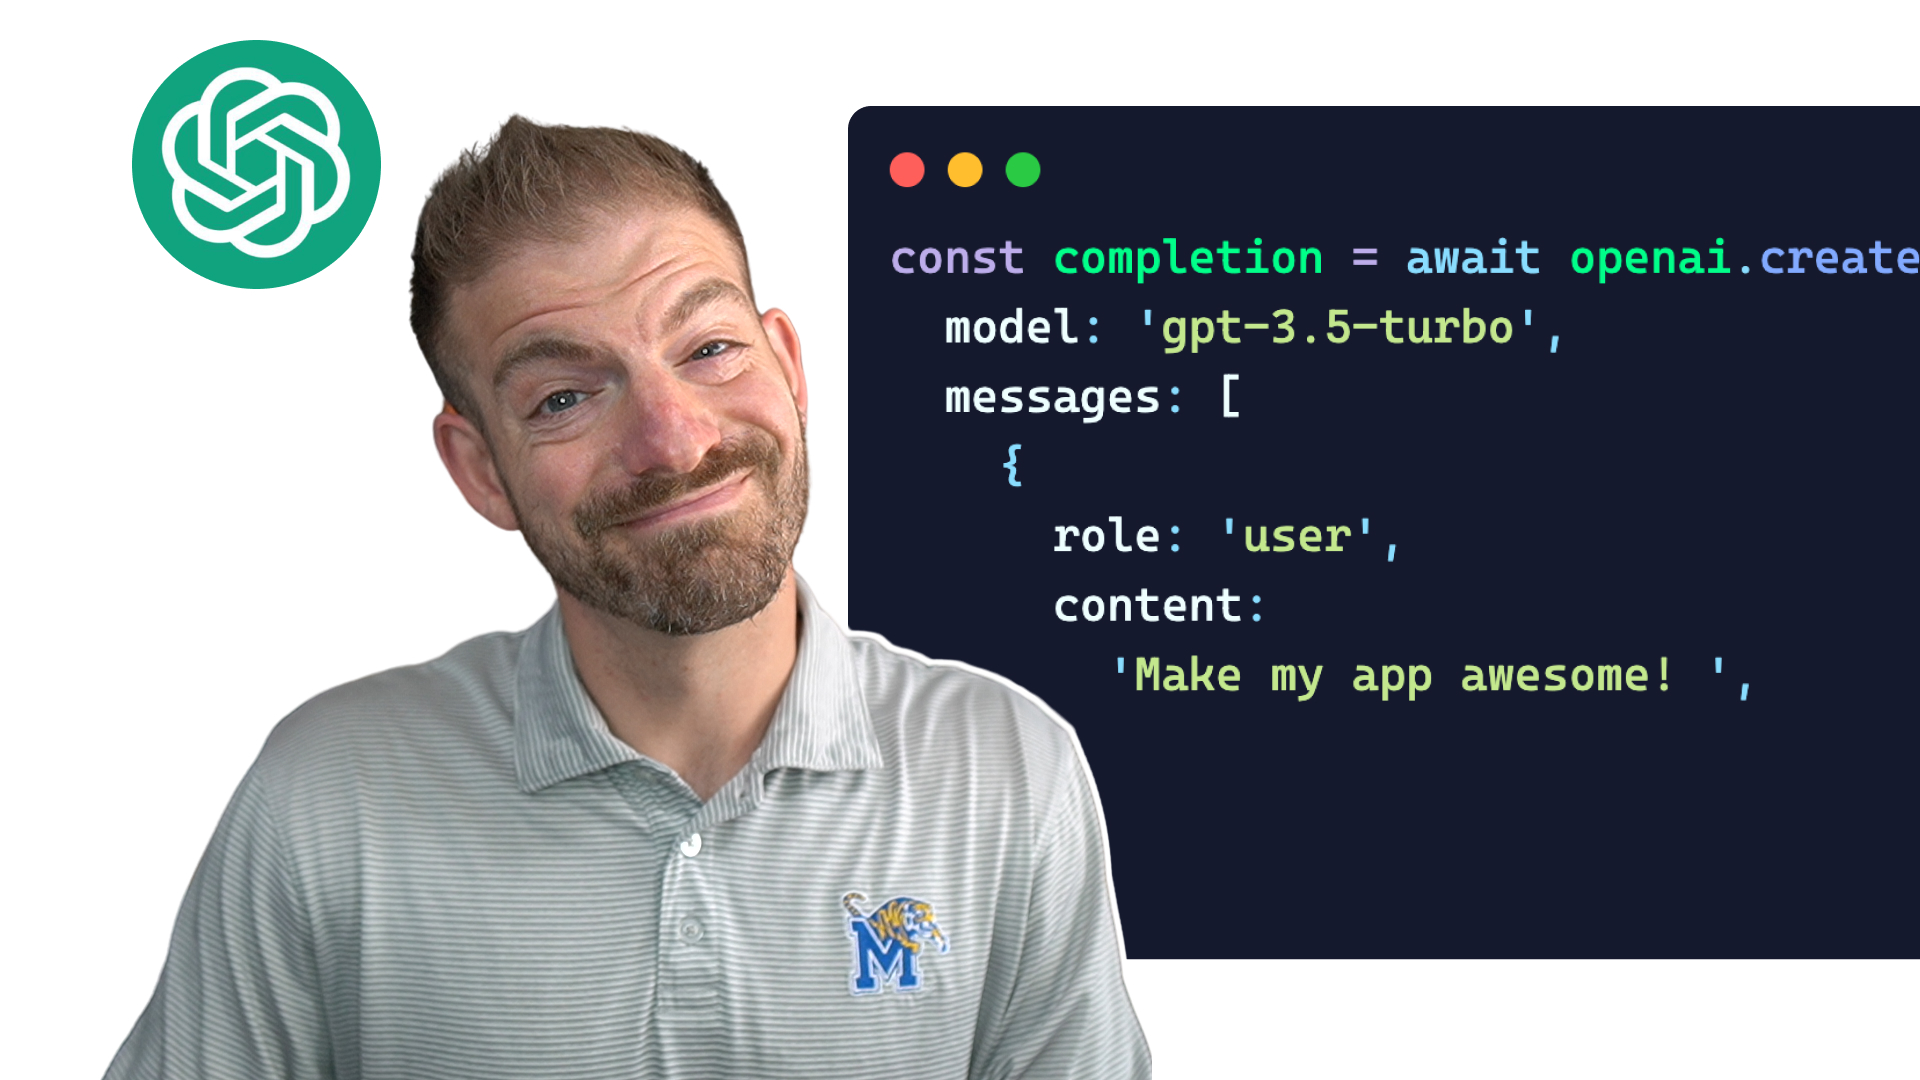 const completion = await openai.create
model: 'gpt-3.5-turbo',
messages: [
{
role: 'user',
content:
'Make my app awesome! ',
M